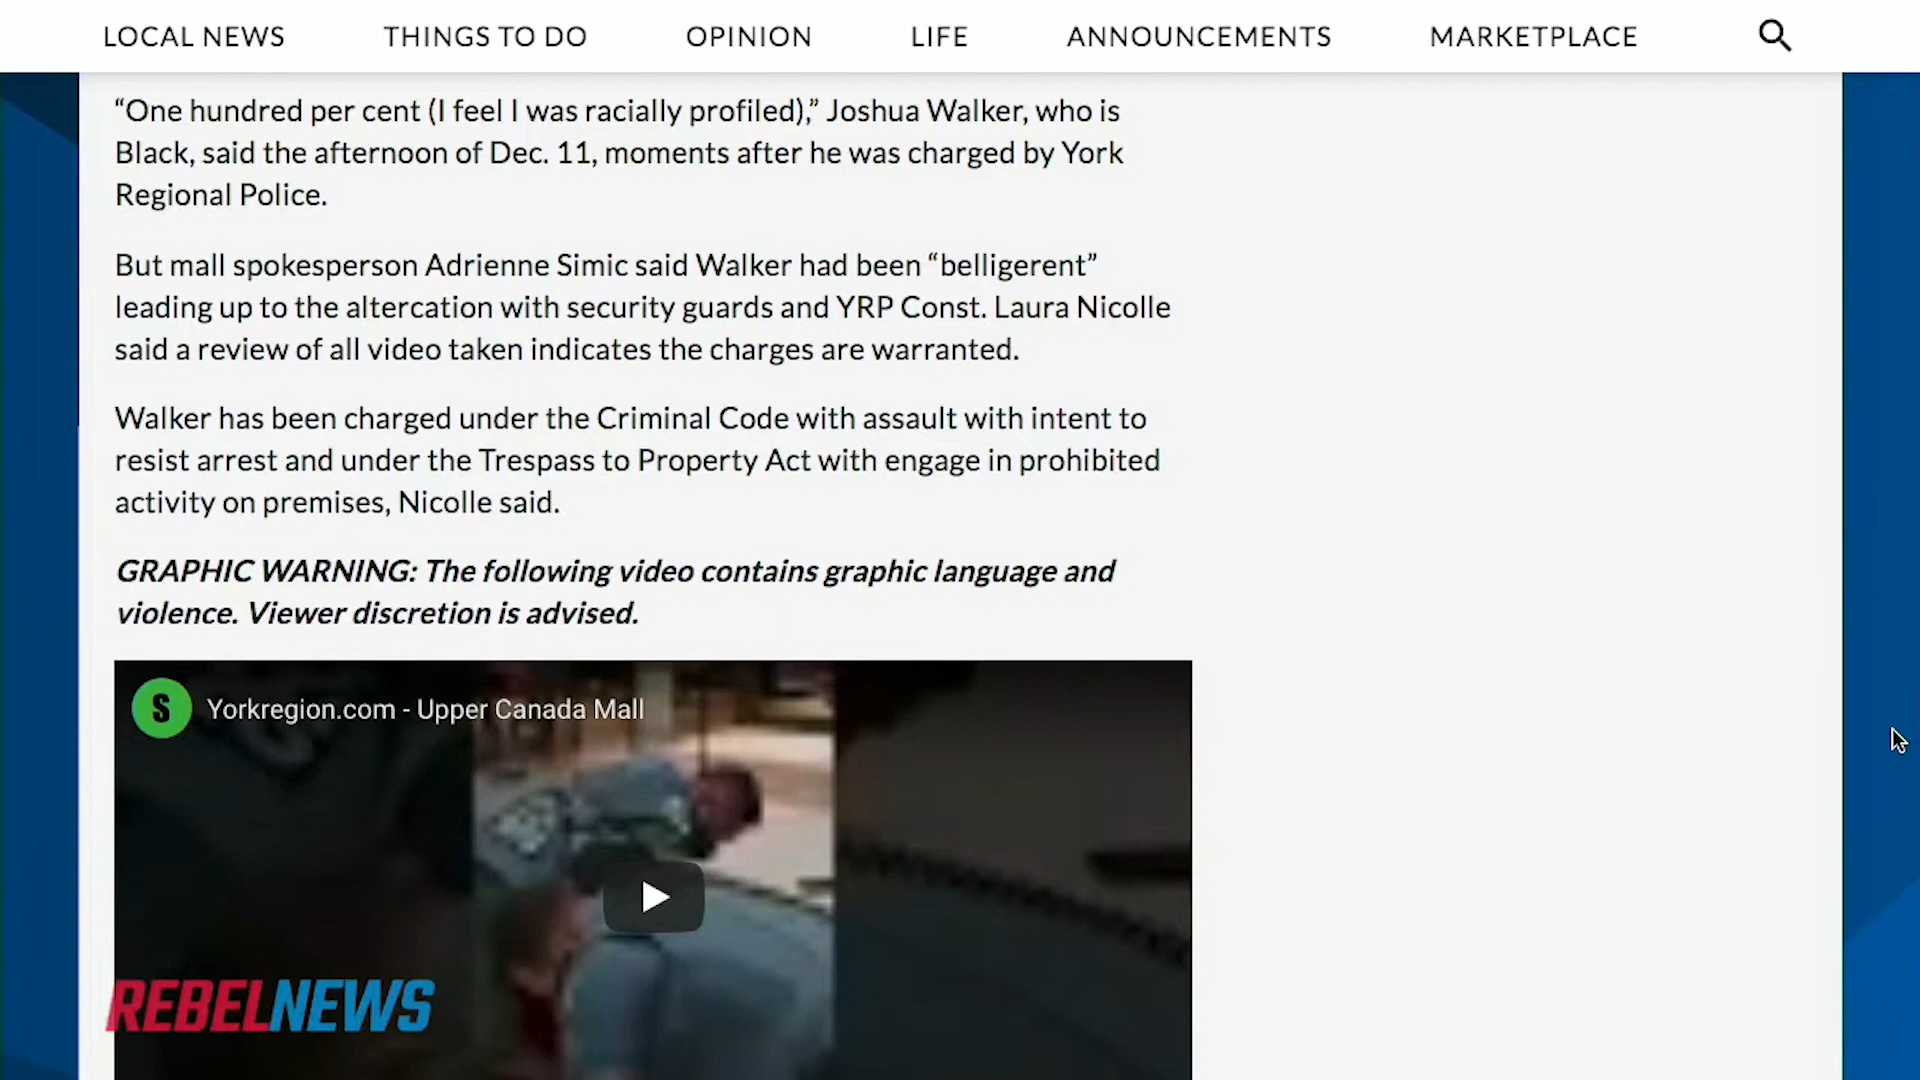 LOCAL NEWS THINGS TO DO OPINION LIFE ANNOUNCEMENTS MARKETPLACE
“One hundred per cent (I feel I was racially profiled),” Joshua Walker, who is
Black, said the afternoon of Dec. 11, moments after he was charged by York
Regional Police.
But mall spokesperson Adrienne Simic said Walker had been “belligerent”
leading up to the altercation with security guards and YRP Const. Laura Nicolle
said a review of all video taken indicates the charges are warranted.
Walker has been charged under the Criminal Code with assault with intent to
resist arrest and under the Trespass to Property Act with engage in prohibited
activity on premises, Nicolle said.
GRAPHIC WARNING: The following video contains graphic language and
violence. Viewer discretion is advised.
S Yorkregion.com - Upper Canada Mall
REBELNEWS